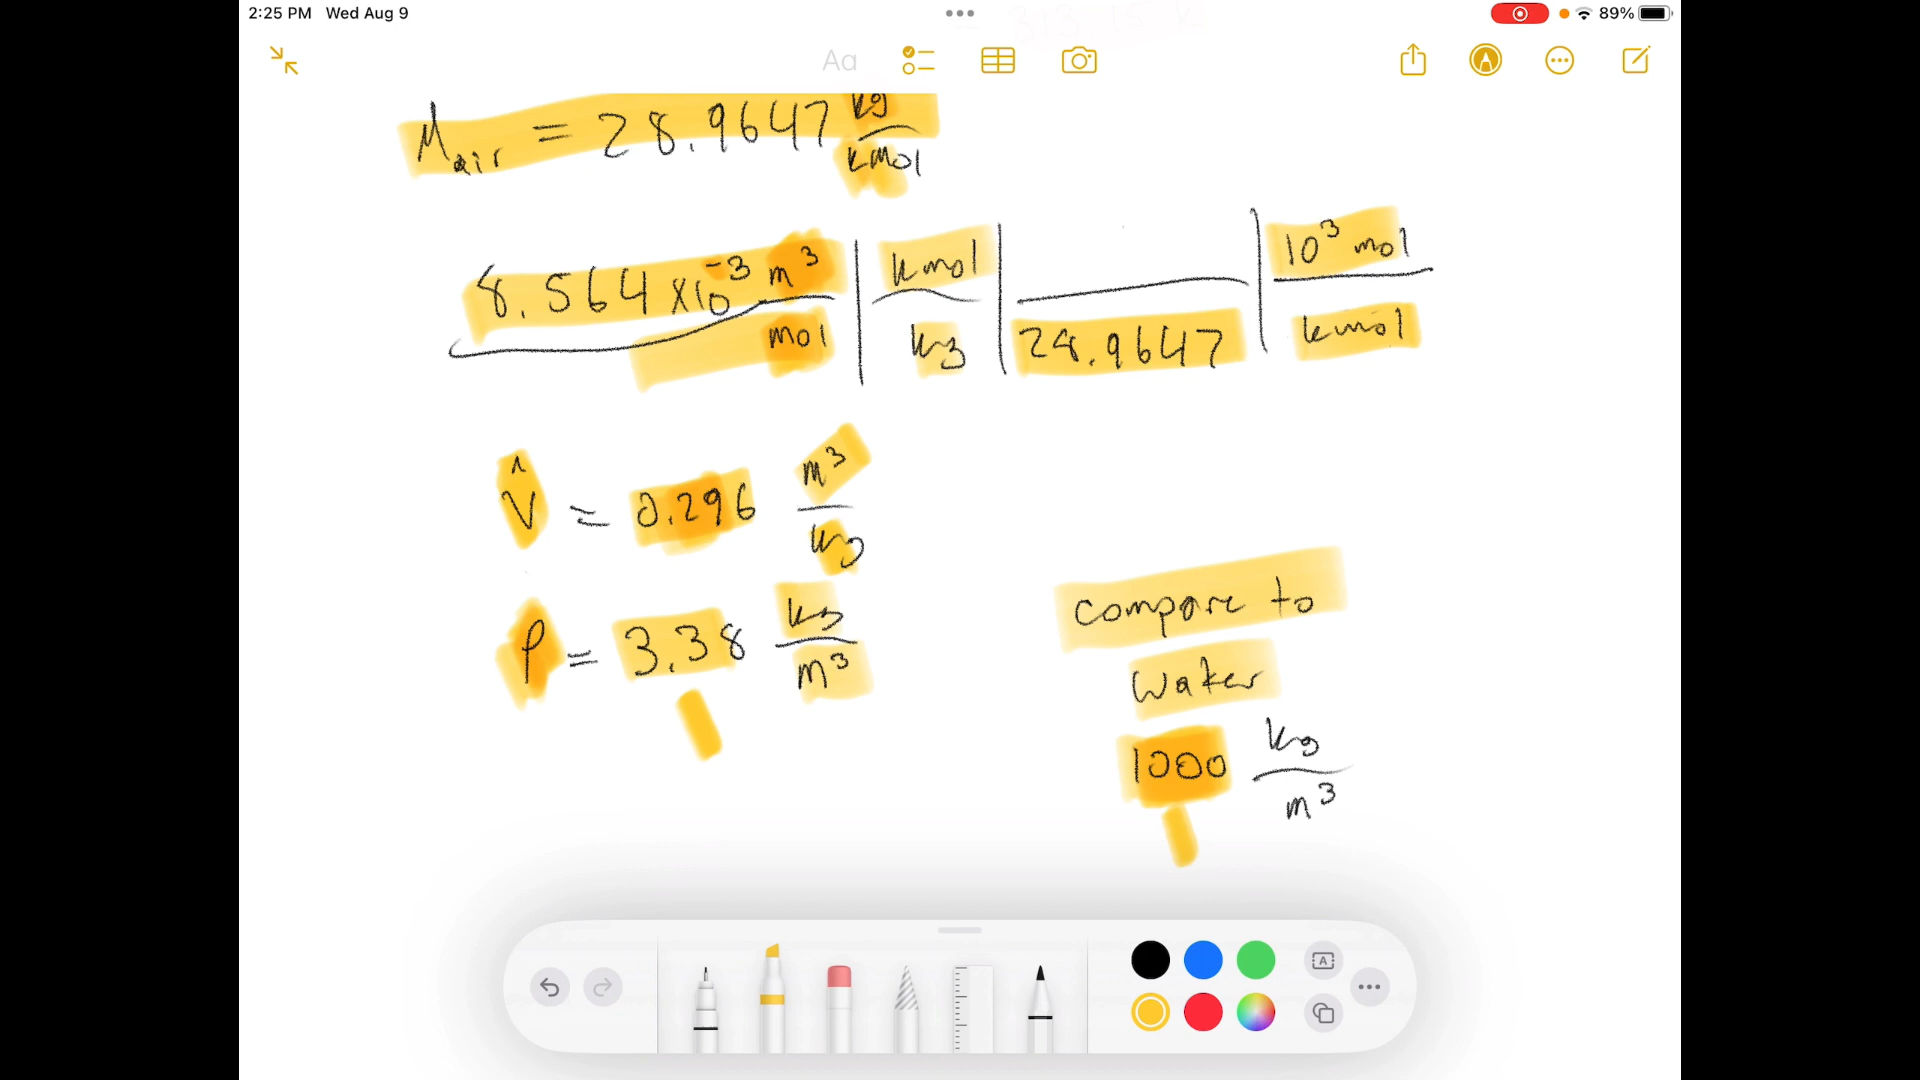 2:25 PM Wed Aug 9
89%
Aa
M air = 28.9647 kg/kmol
8.564 x10^-3 m^3/mol | kmol/kg | /28.9647 | 10^3 mol/kmol
V̂ = 0.296 m^3/kg
ρ = 3.38 kg/m^3
compare to
water
1000 kg/m^3
A